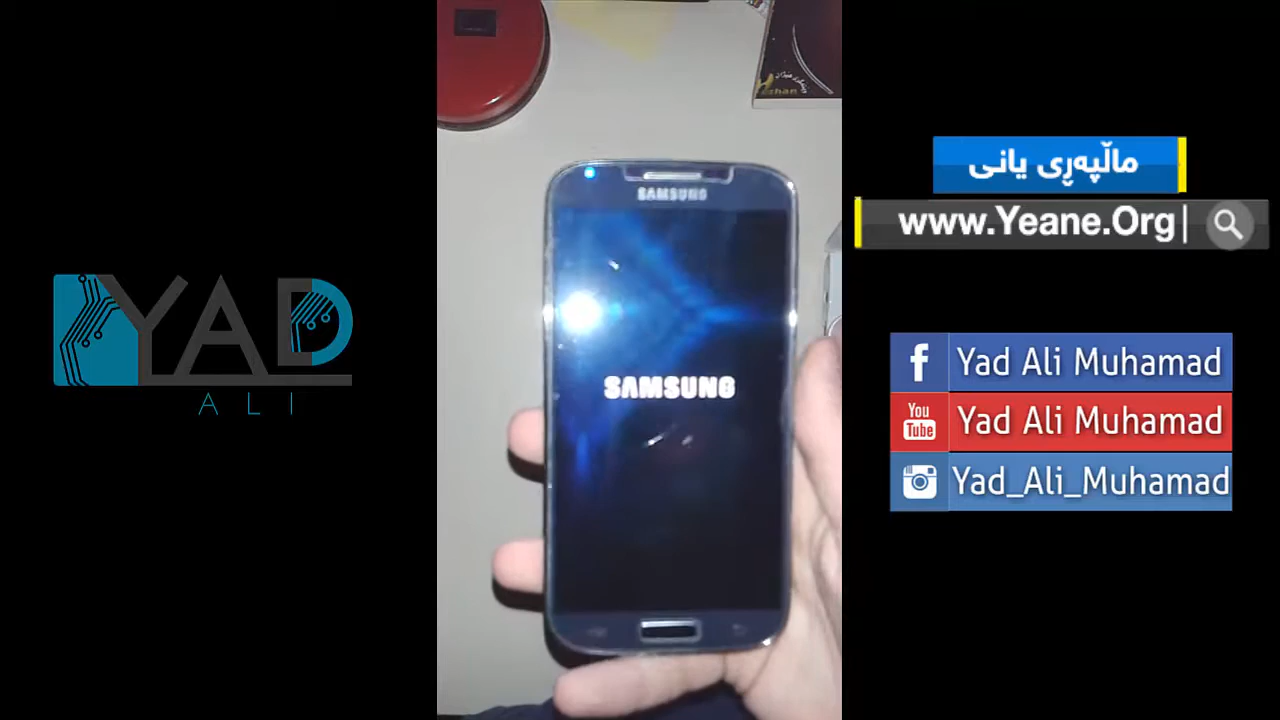 YAD
ALI
SAMSUNG
SAMSUNG
ماڵپەڕی یانی
www.Yeane.Org
f Yad Ali Muhamad
You Tube Yad Ali Muhamad
Yad_Ali_Muhamad